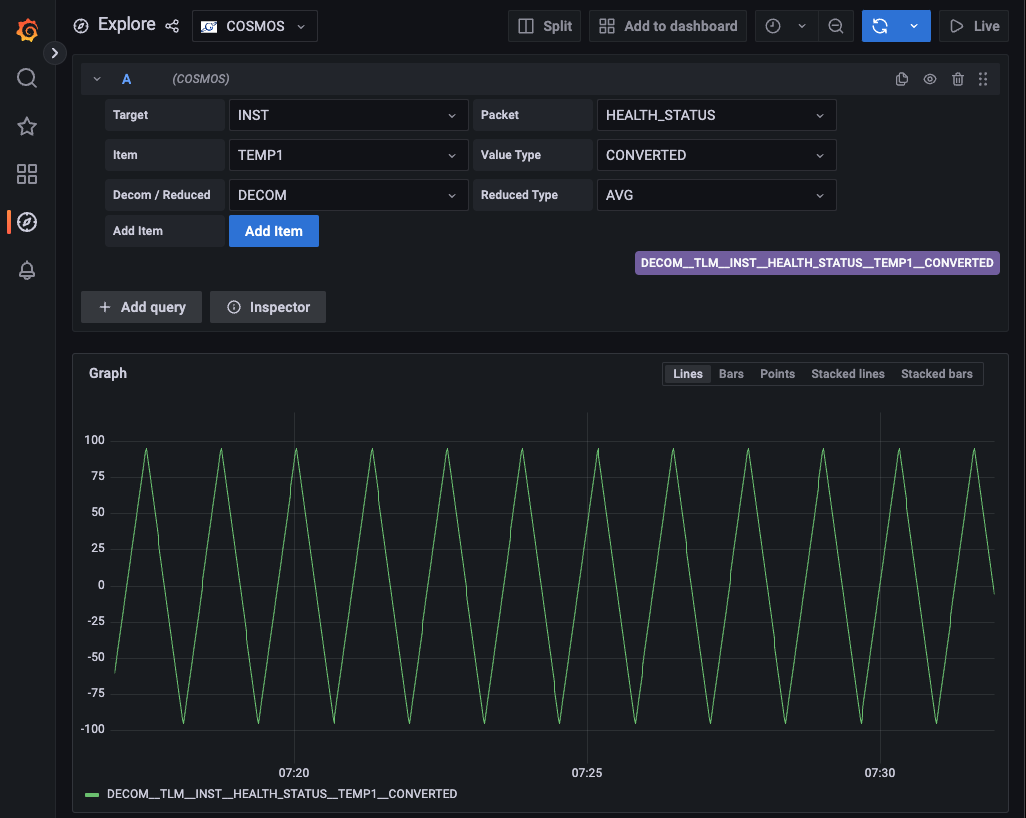 Explore COSMOS Split Add to dashboard Live
A (COSMOS)
Target INST Packet HEALTH_STATUS
Item TEMP1 Value Type CONVERTED
Decom / Reduced DECOM Reduced Type AVG
Add Item Add Item
DECOM__TLM__INST__HEALTH_STATUS__TEMP1__CONVERTED
+ Add query Inspector
Graph Lines Bars Points Stacked lines Stacked bars
100
75
50
25
0
-25
-50
-75
-100
07:20 07:25 07:30
DECOM__TLM__INST__HEALTH_STATUS__TEMP1__CONVERTED